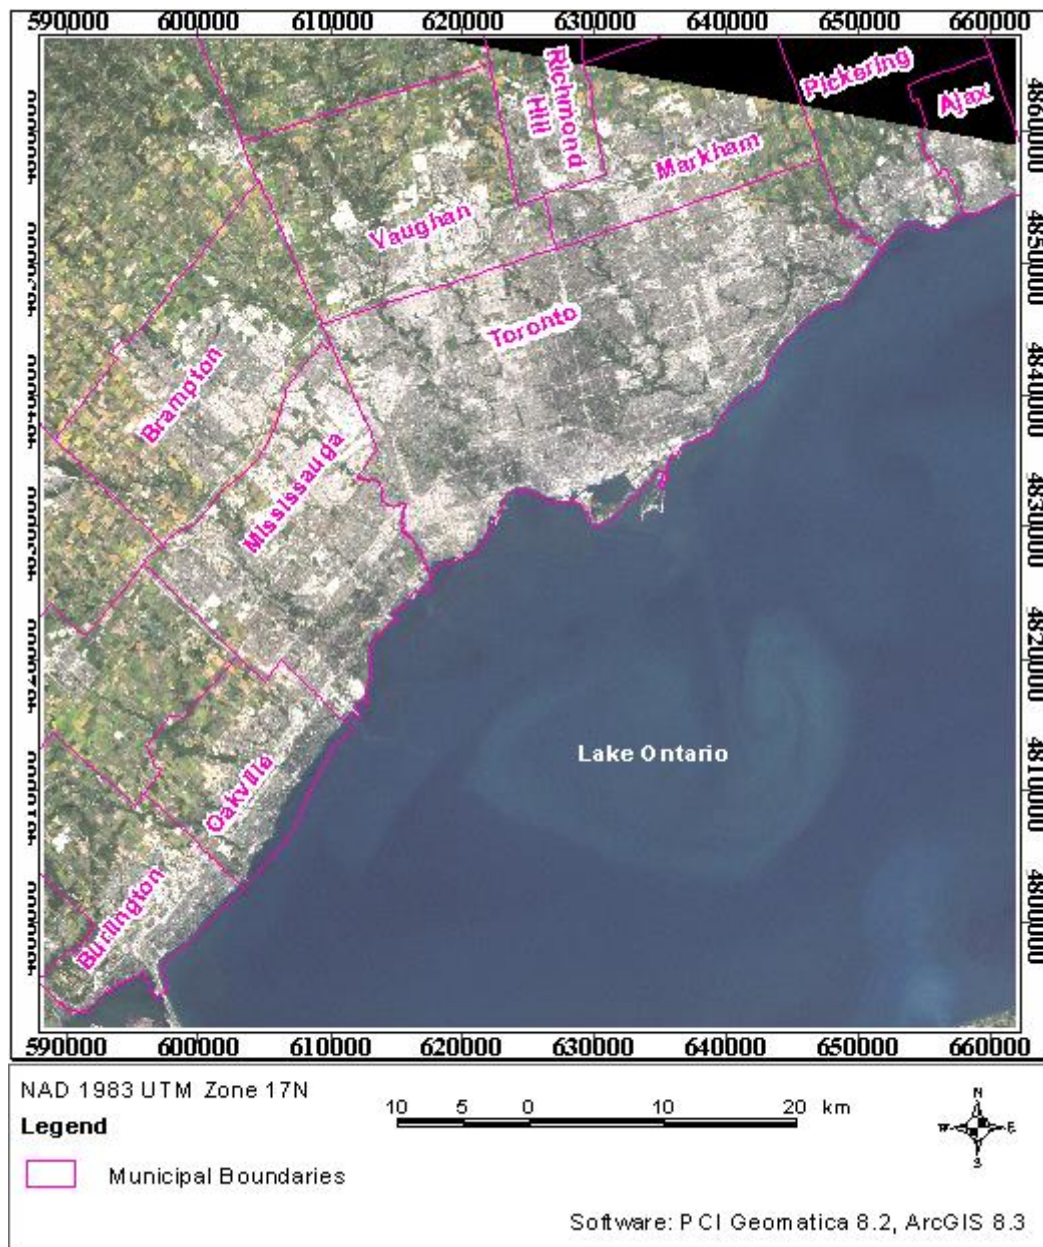 590000 600000 610000 620000 630000 640000 650000 660000
Richmond
Hill
Pickering
Ajax
Markham
Vaughan
Toronto
Brampton
Mississauga
Lake Ontario
Oakville
Burlington
4860000
4850000
4840000
4830000
4820000
4810000
4800000
590000 600000 610000 620000 630000 640000 650000 660000
NAD 1983 UTM Zone 17N
Legend
10 5 0 10 20 km
N
W E
S
Municipal Boundaries
Software: PCI Geomatica 8.2, ArcGIS 8.3